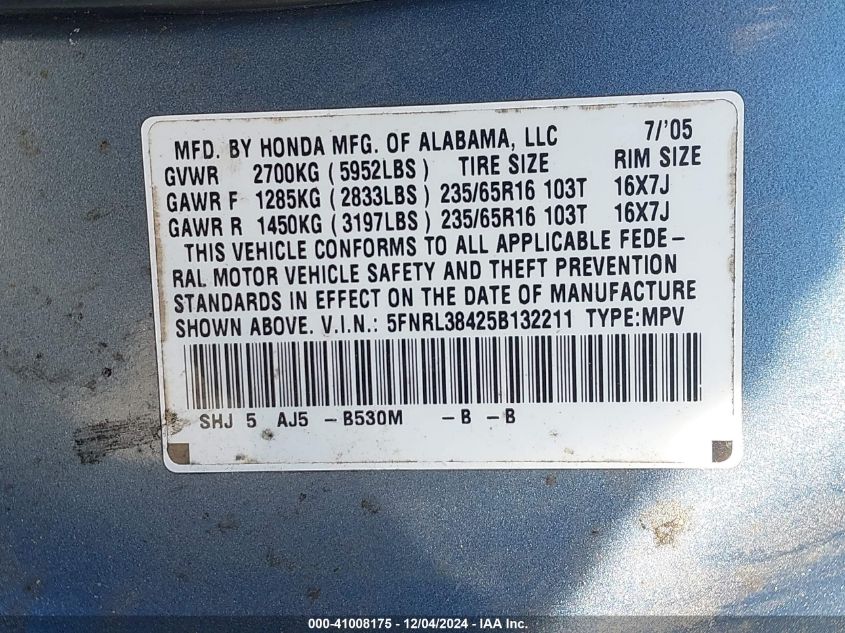 MFD. BY HONDA MFG. OF ALABAMA, LLC 7/'05
GVWR 2700KG (5952LBS) TIRE SIZE RIM SIZE
GAWR F 1285KG (2833LBS) 235/65R16 103T 16X7J
GAWR R 1450KG (3197LBS) 235/65R16 103T 16X7J
THIS VEHICLE CONFORMS TO ALL APPLICABLE FEDE-
RAL MOTOR VEHICLE SAFETY AND THEFT PREVENTION
STANDARDS IN EFFECT ON THE DATE OF MANUFACTURE
SHOWN ABOVE. V.I.N.: 5FNRL38425B132211 TYPE:MPV
SHJ 5 AJ5 -B530M -B -B
000-41008175 - 12/04/2024 - IAA Inc.